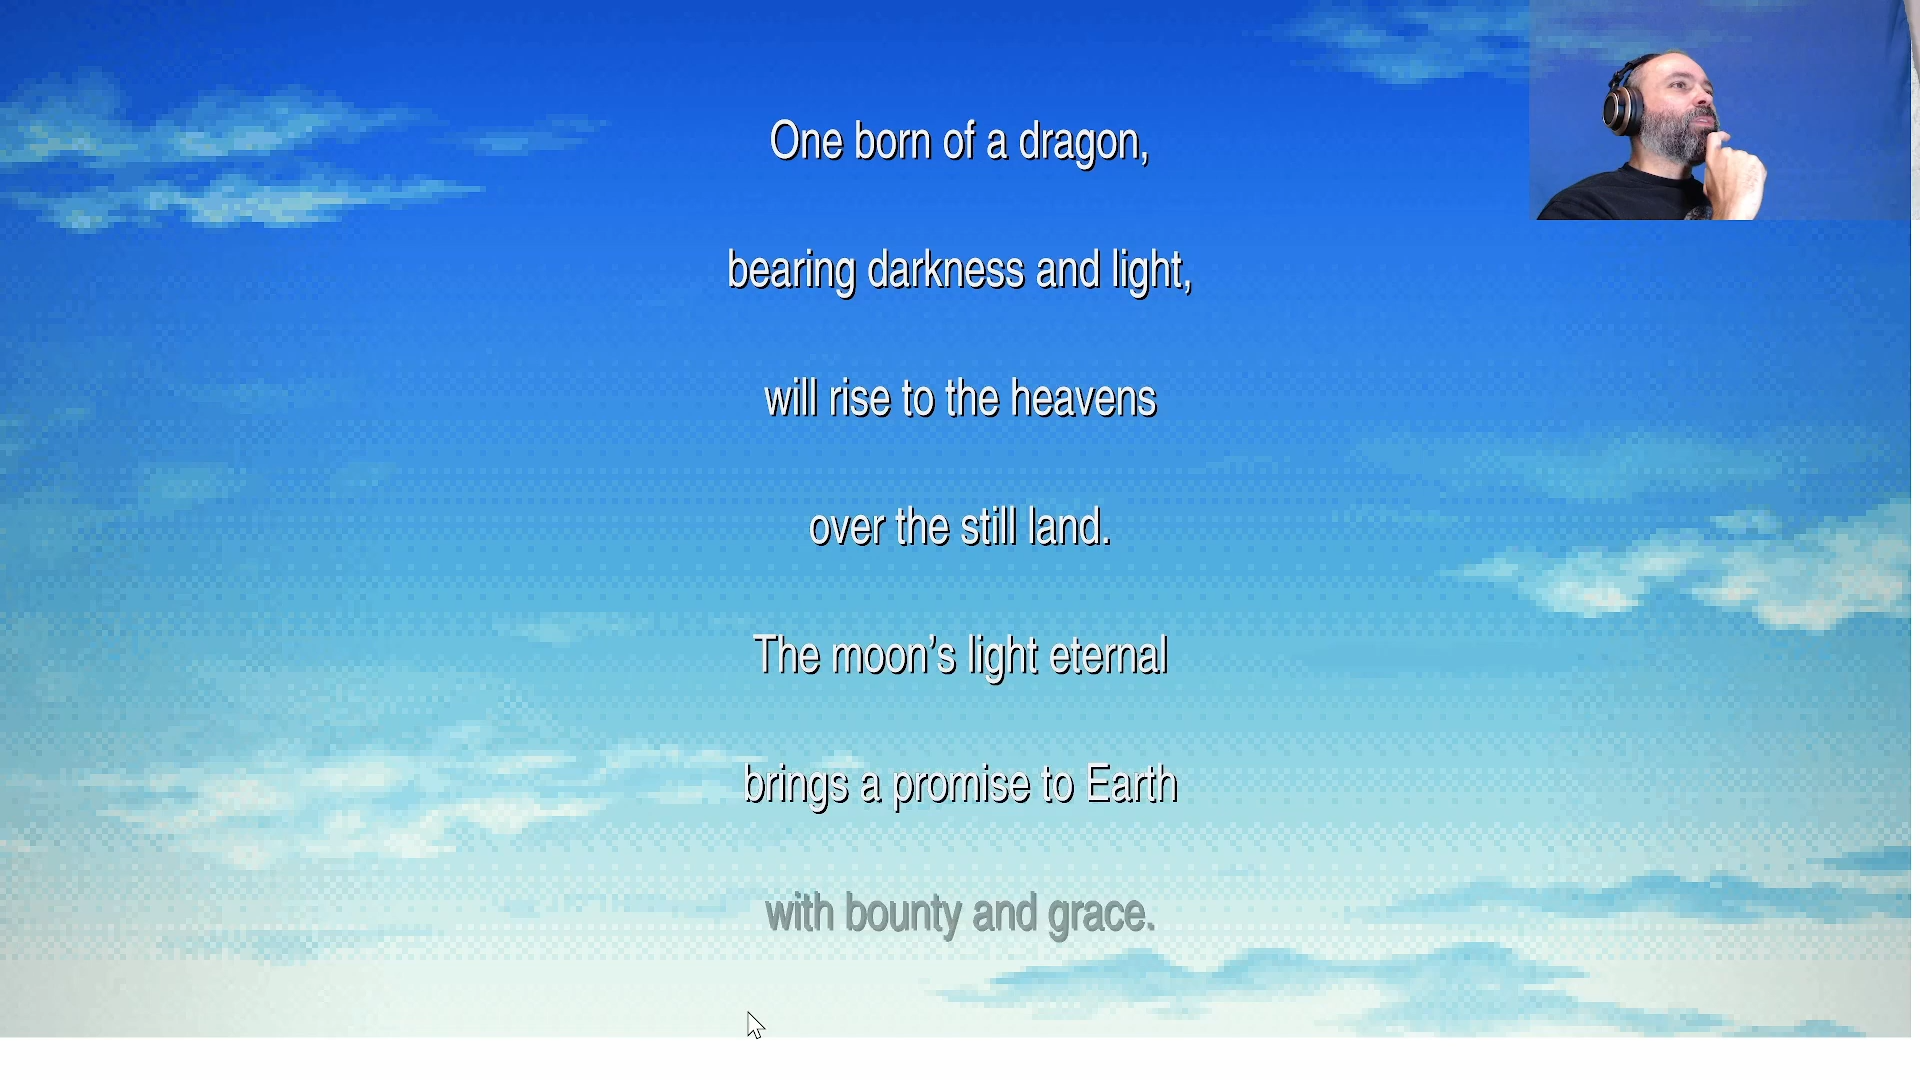 One born of a dragon,
bearing darkness and light,
will rise to the heavens
over the still land.
The moon's light eternal
brings a promise to Earth
with bounty and grace.